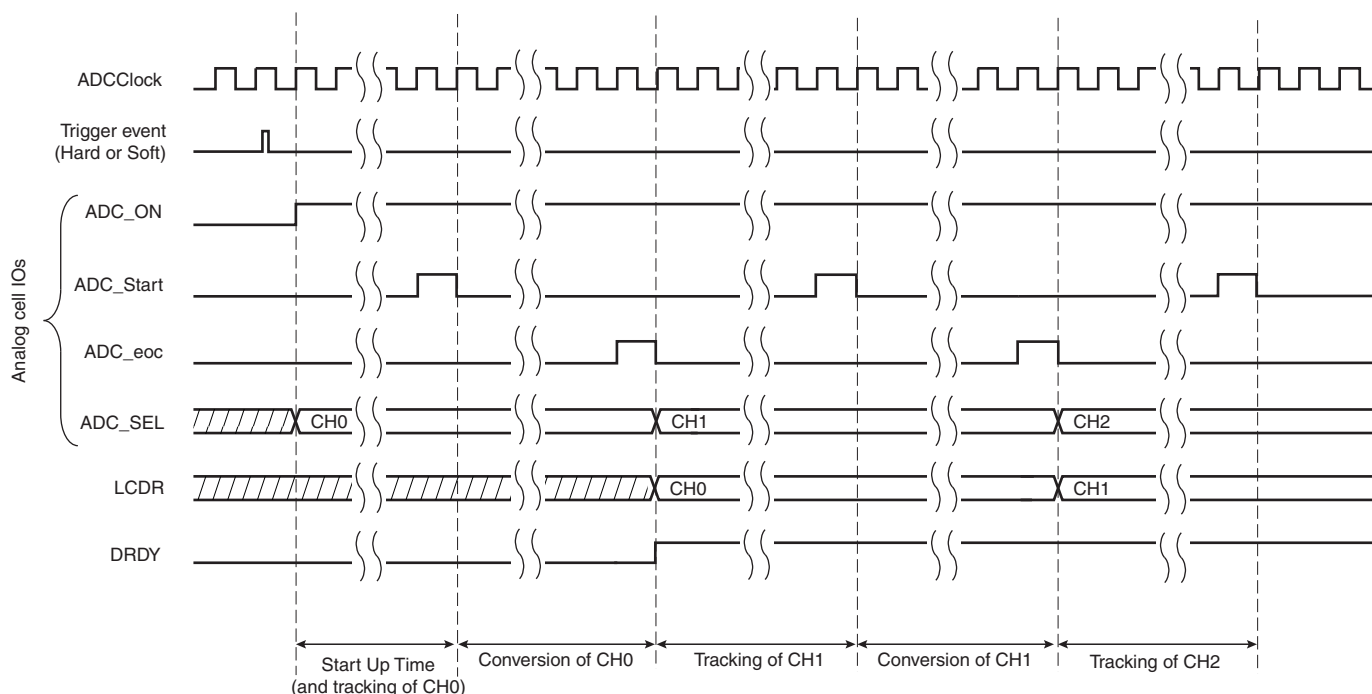 ADCClock
Trigger event
(Hard or Soft)
Analog cell IOs
ADC_ON
ADC_Start
ADC_eoc
ADC_SEL
CH0
CH1
CH2
LCDR
CH0
CH1
DRDY
Start Up Time
(and tracking of CH0)
Conversion of CH0
Tracking of CH1
Conversion of CH1
Tracking of CH2